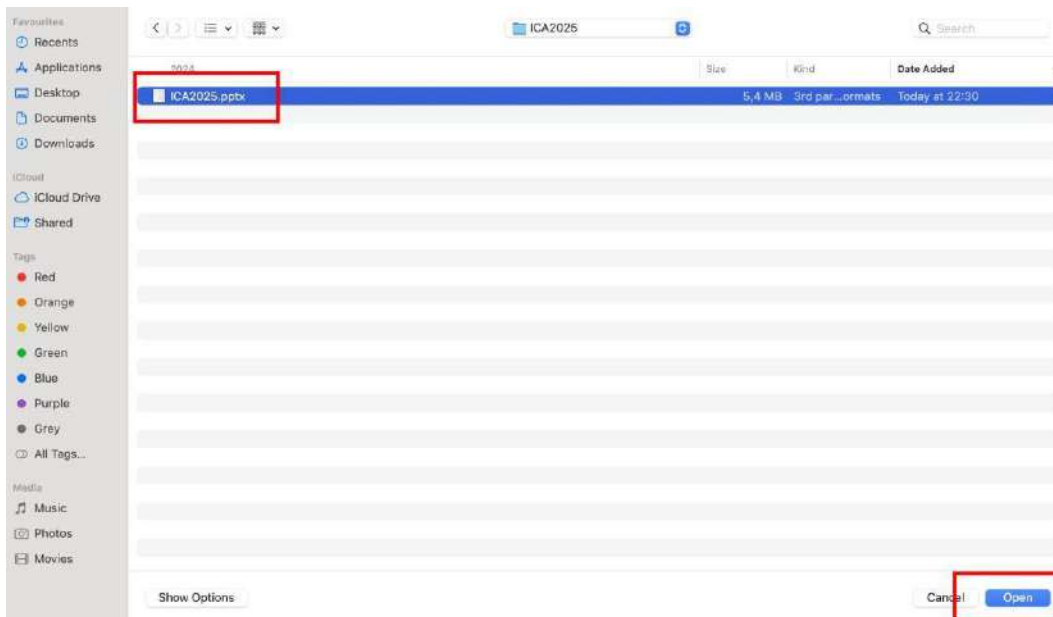 Favourites
Recents
Applications
Desktop
Documents
Downloads
iCloud
iCloud Drive
Shared
Tags
Red
Orange
Yellow
Green
Blue
Purple
Grey
All Tags...
Media
Music
Photos
Movies
ICA2025
Search
2024 Size Kind Date Added
ICA2025.pptx 5,4 MB 3rd par...ormats Today at 22:30
Show Options Cancel Open